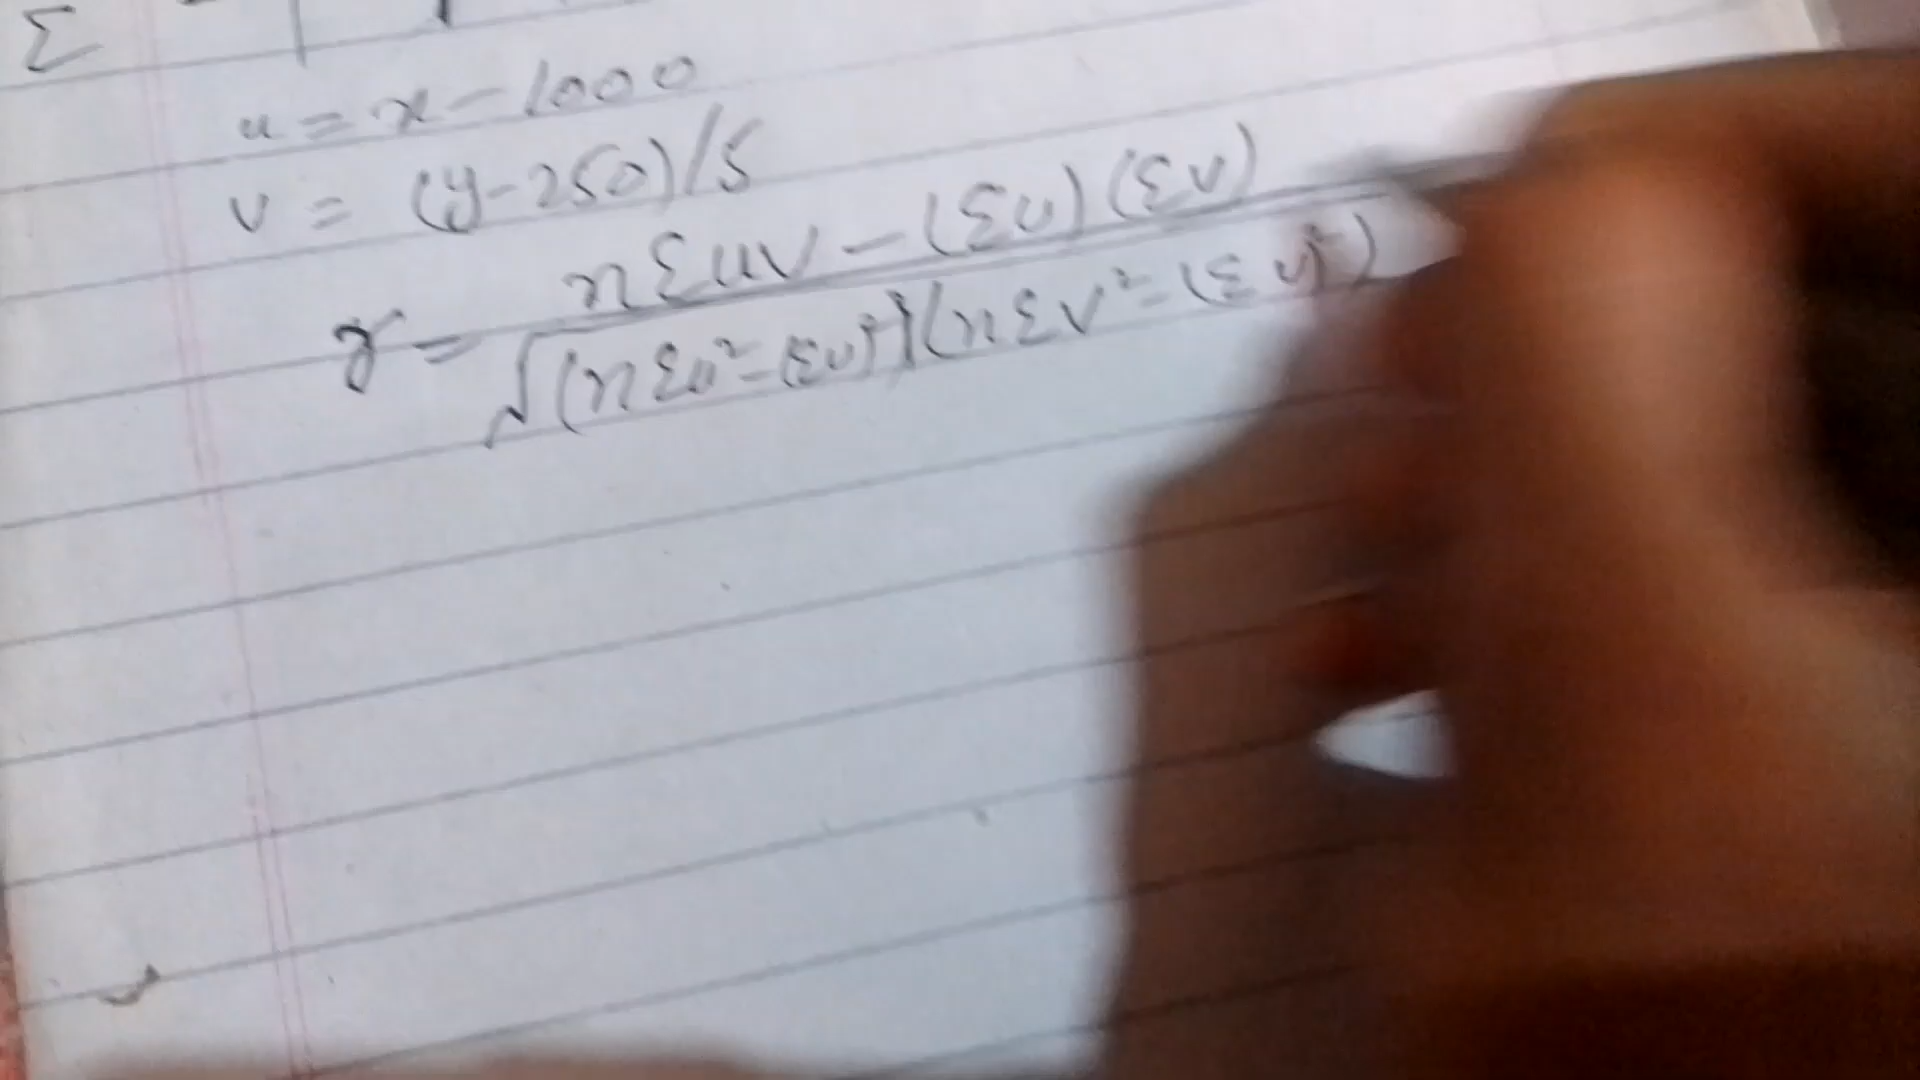 Σ
u = x - 1000
v = (y-250)/5
r = nΣuv - (Σu)(Σv)
√(nΣu²-(Σu)²)(nΣv²-(Σv)²)